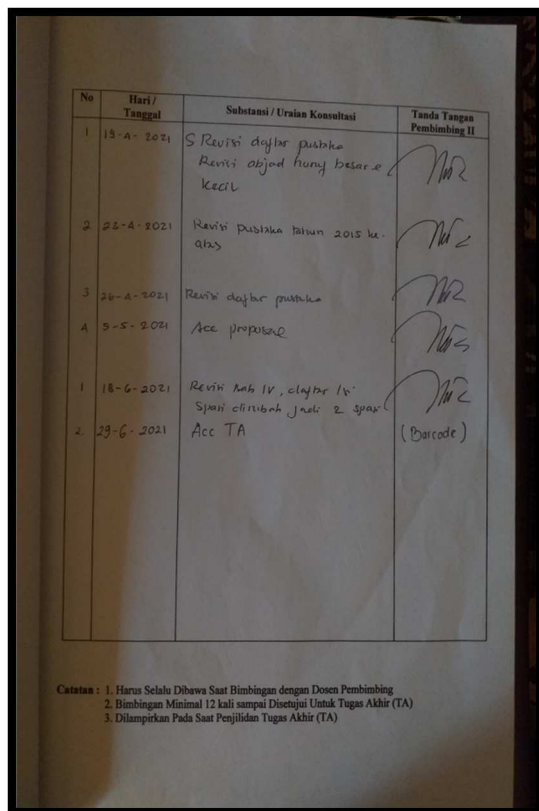 No Hari / Tanggal Substansi / Uraian Konsultasi Tanda Tangan Pembimbing II
1 19-4-2021 S Revisi daftar pustaka
Revisi abjad huruf besar &
kecil
2 23-4-2021 Revisi pustaka tahun 2015 ke-
atas
3 26-4-2021 Revisi daftar pustaka
4 5-5-2021 Acc proposal
1 18-6-2021 Revisi bab IV, daftar isi
Spasi dirubah jadi 2 spasi
2. 29-6-2021 Acc TA (Barcode)
Catatan : 1. Harus Selalu Dibawa Saat Bimbingan dengan Dosen Pembimbing
2. Bimbingan Minimal 12 kali sampai Disetujui Untuk Tugas Akhir (TA)
3. Dilampirkan Pada Saat Penjilidan Tugas Akhir (TA)